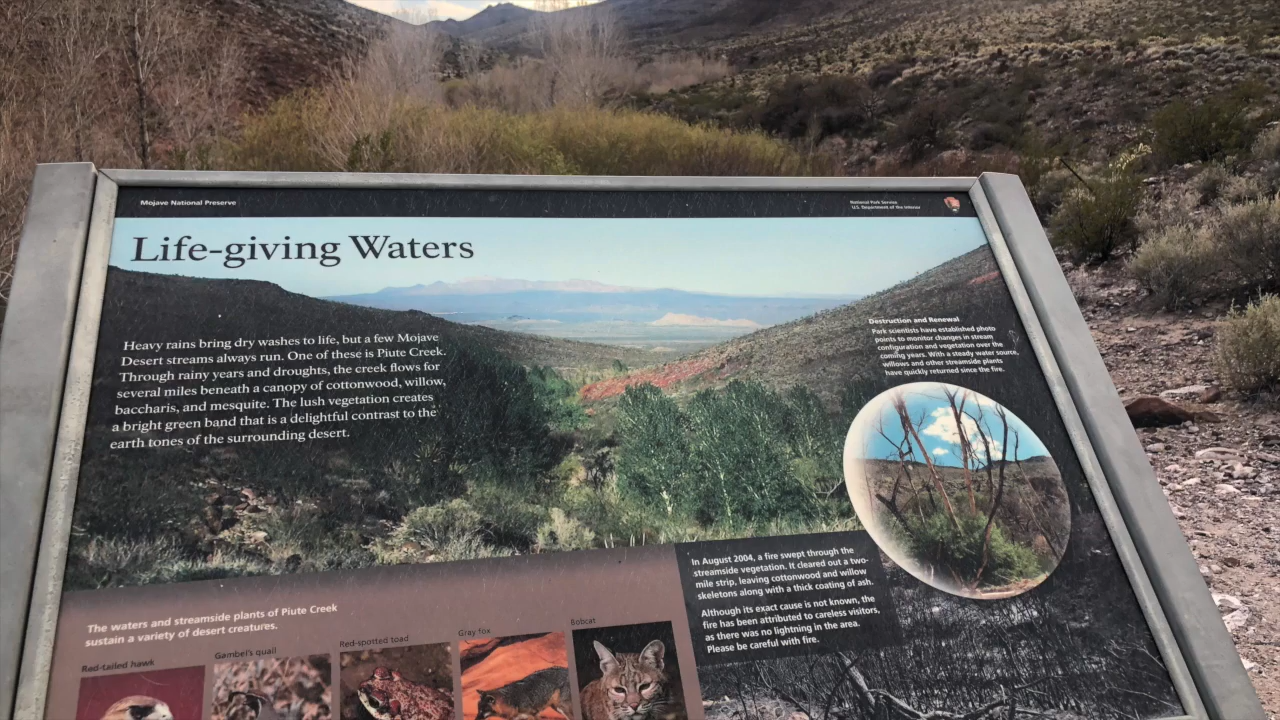 Mojave National Preserve
National Park Service
U.S. Department of the Interior
Life-giving Waters
Heavy rains bring dry washes to life, but a few Mojave
Desert streams always run. One of these is Piute Creek.
Through rainy years and droughts, the creek flows for
several miles beneath a canopy of cottonwood, willow,
baccharis, and mesquite. The lush vegetation creates
a bright green band that is a delightful contrast to the
earth tones of the surrounding desert.
Destruction and Renewal
Park scientists have established photo
points to monitor changes in stream
configuration and vegetation over the
coming years. With a steady water source,
willows and other streamside plants
have quickly returned since the fire.
In August 2004, a fire swept through the
streamside vegetation. It cleared out a two-
mile strip, leaving cottonwood and willow
skeletons along with a thick coating of ash.
Although its exact cause is not known, the
fire has been attributed to careless visitors,
as there was no lightning in the area.
Please be careful with fire.
The waters and streamside plants of Piute Creek
sustain a variety of desert creatures.
Red-tailed hawk
Gambel's quail
Red-spotted toad
Gray fox
Bobcat